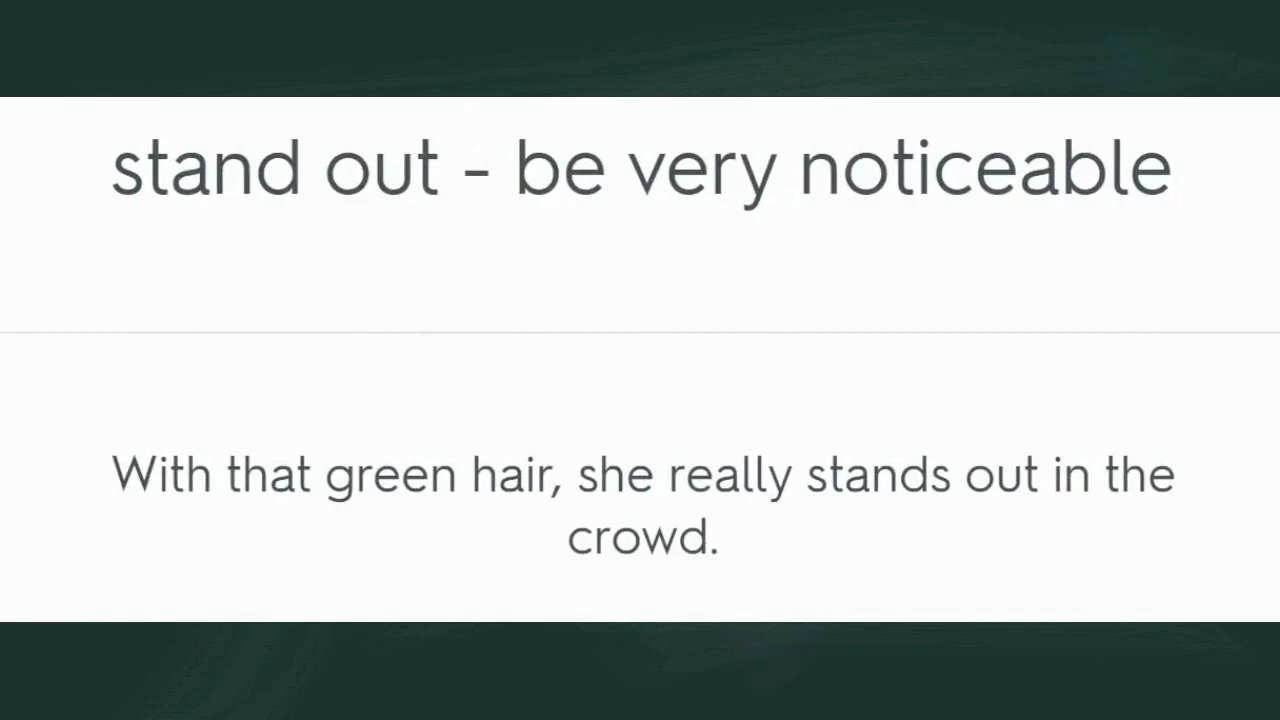 stand out - be very noticeable
With that green hair, she really stands out in the
crowd.